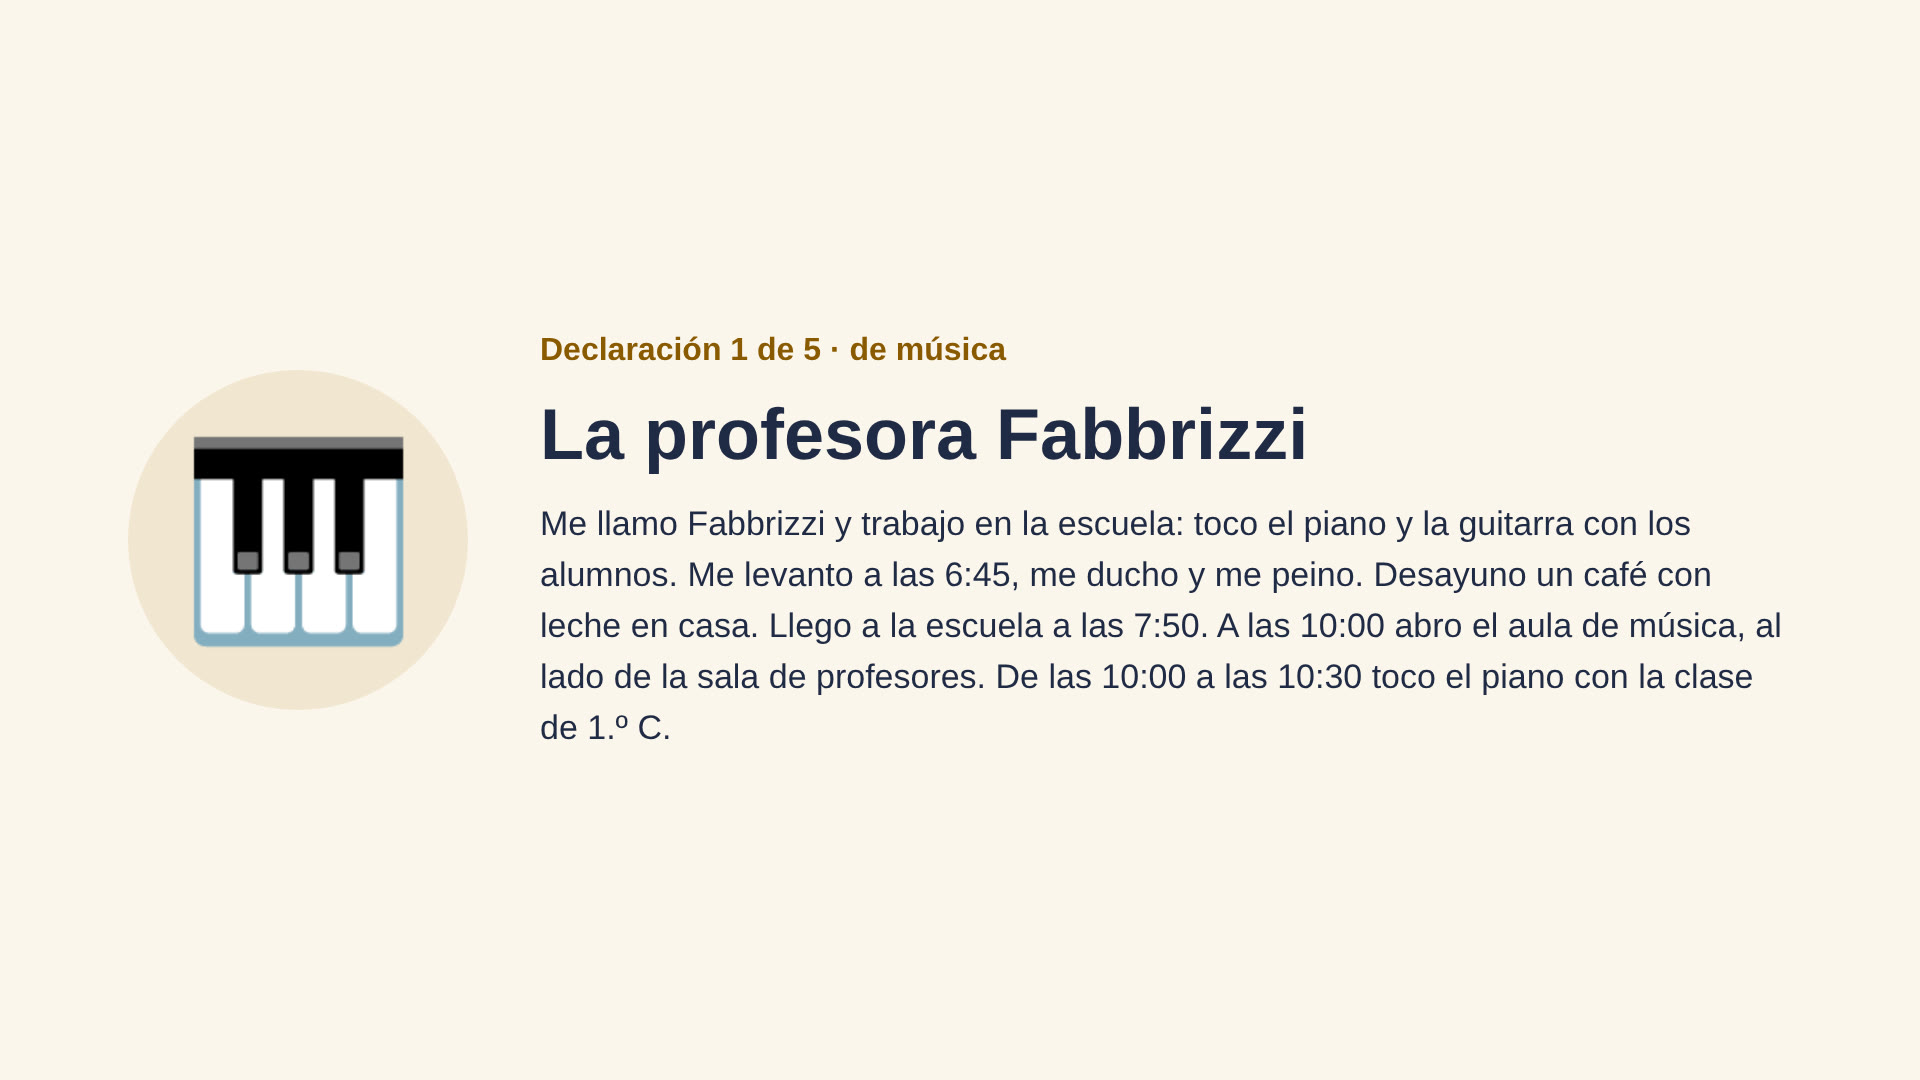 Declaración 1 de 5 · de música
La profesora Fabbrizzi
Me llamo Fabbrizzi y trabajo en la escuela: toco el piano y la guitarra con los
alumnos. Me levanto a las 6:45, me ducho y me peino. Desayuno un café con
leche en casa. Llego a la escuela a las 7:50. A las 10:00 abro el aula de música, al
lado de la sala de profesores. De las 10:00 a las 10:30 toco el piano con la clase
de 1.º C.